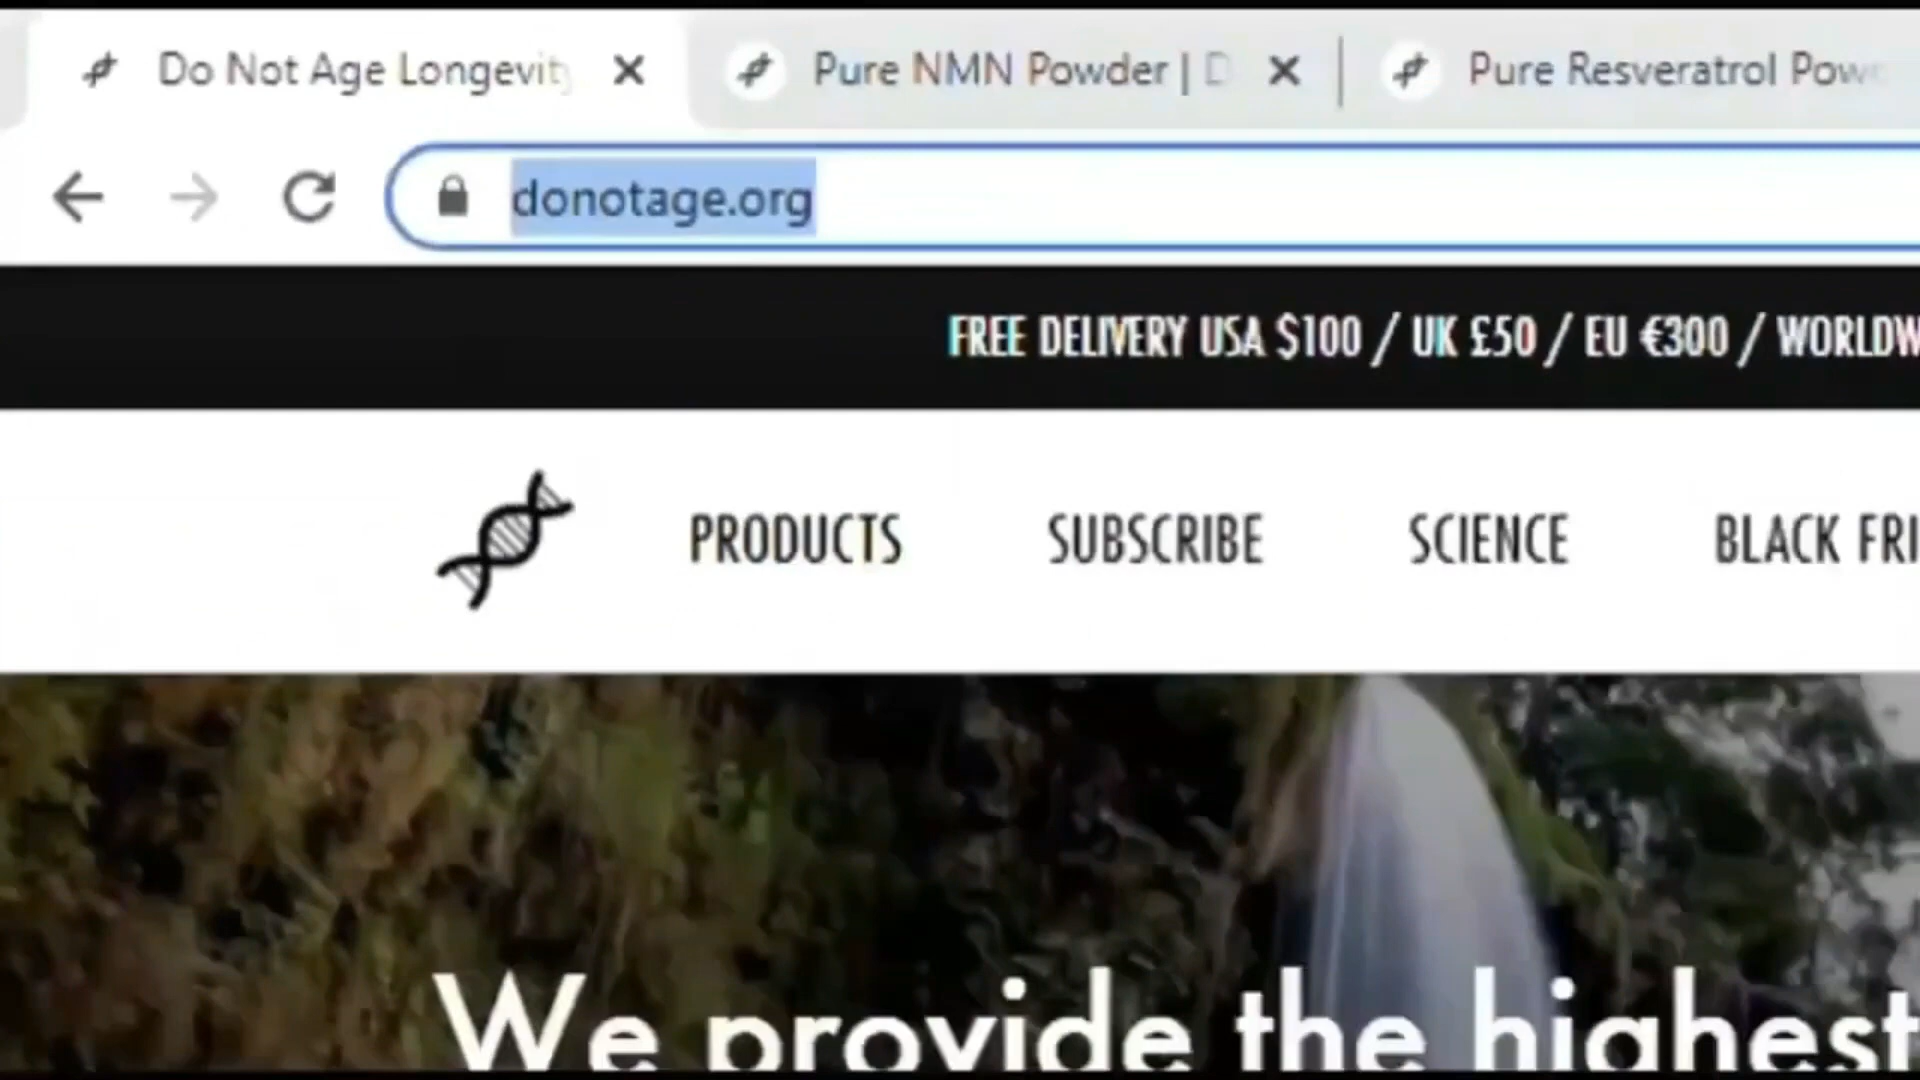 Do Not Age Longevity
Pure NMN Powder | D
Pure Resveratrol Pow
donotage.org
FREE DELIVERY USA $100 / UK £50 / EU €300 / WORLDW
PRODUCTS
SUBSCRIBE
SCIENCE
BLACK FRI
We provide the highest